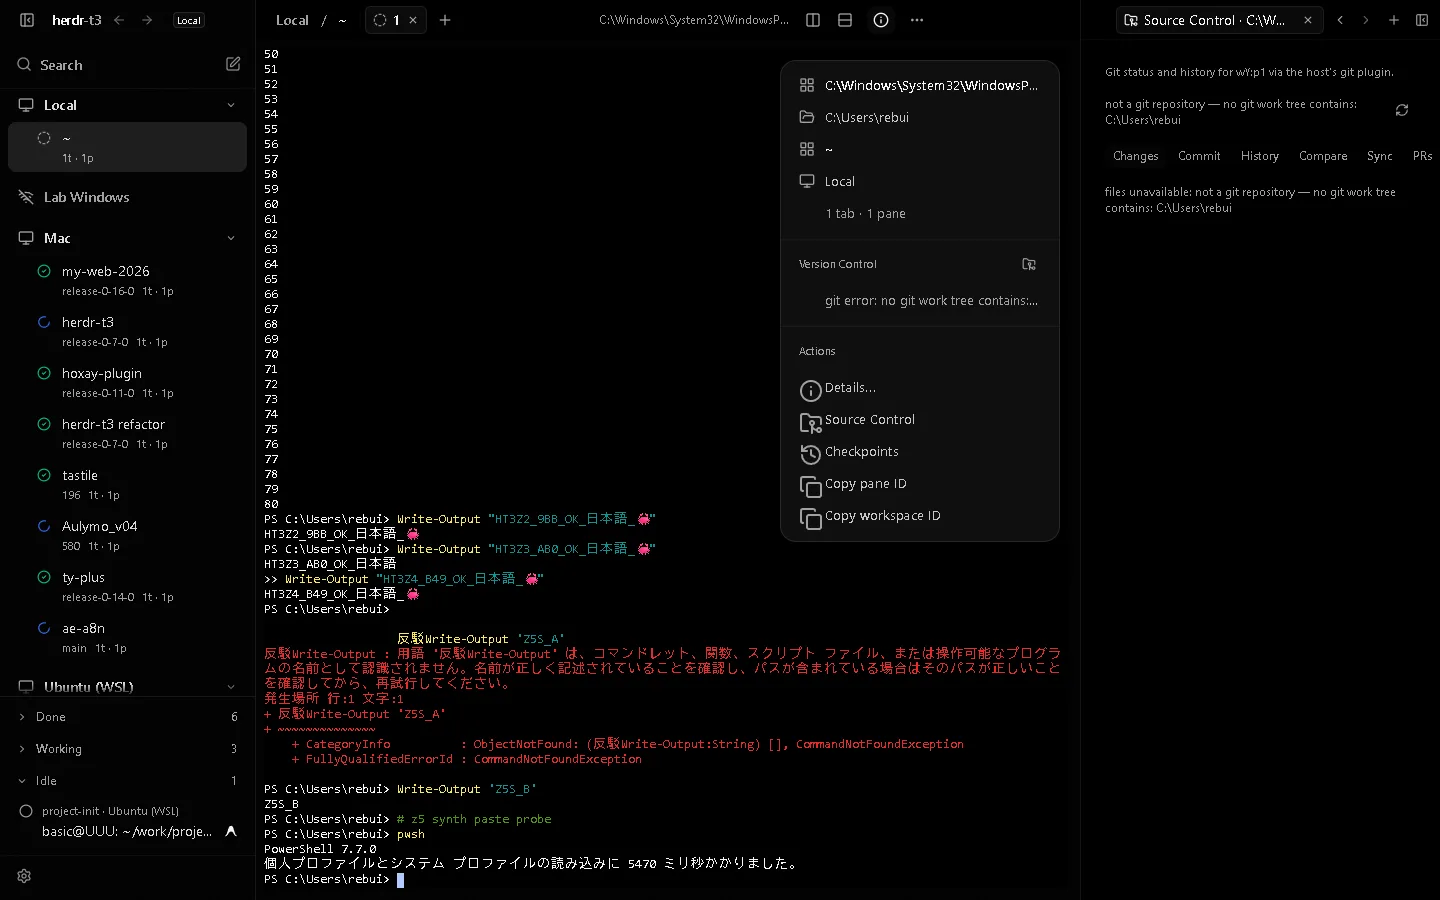 herdr-t3
Local
Search
Local
~
1t · 1p
Lab Windows
Mac
my-web-2026
release-0-16-0 1t · 1p
herdr-t3
release-0-7-0 1t · 1p
hoxay-plugin
release-0-11-0 1t · 1p
herdr-t3 refactor
release-0-7-0 1t · 1p
tastile
196 1t · 1p
Aulymo_v04
580 1t · 1p
ty-plus
release-0-14-0 1t · 1p
ae-a8n
main 1t · 1p
Ubuntu (WSL)
Done 6
Working 3
Idle 1
project-init · Ubuntu (WSL)
basic@UUU: ~/work/proje...
Local / ~
1
C:\Windows\System32\WindowsP...
50
51
52
53
54
55
56
57
58
59
60
61
62
63
64
65
66
67
68
69
70
71
72
73
74
75
76
77
78
79
80
PS C:\Users\rebui> Write-Output "HT3Z2_9BB_OK_日本語_🦀"
HT3Z2_9BB_OK_日本語_🦀
PS C:\Users\rebui> Write-Output "HT3Z3_AB0_OK_日本語_🦀"
HT3Z3_AB0_OK_日本語
>> Write-Output "HT3Z4_B49_OK_日本語_🦀"
HT3Z4_B49_OK_日本語_🦀
PS C:\Users\rebui>
反駁Write-Output 'Z5S_A'
反駁Write-Output : 用語 '反駁Write-Output' は、コマンドレット、関数、スクリプト ファイル、または操作可能なプログラ
ムの名前として認識されません。名前が正しく記述されていることを確認し、パスが含まれている場合はそのパスが正しいこと
を確認してから、再試行してください。
発生場所 行:1 文字:1
+ 反駁Write-Output 'Z5S_A'
+ ~~~~~~~~~~~~~~
+ CategoryInfo : ObjectNotFound: (反駁Write-Output:String) [], CommandNotFoundException
+ FullyQualifiedErrorId : CommandNotFoundException
PS C:\Users\rebui> Write-Output 'Z5S_B'
Z5S_B
PS C:\Users\rebui> # z5 synth paste probe
PS C:\Users\rebui> pwsh
PowerShell 7.7.0
個人プロファイルとシステム プロファイルの読み込みに 5470 ミリ秒かかりました。
PS C:\Users\rebui>
C:\Windows\System32\WindowsP...
C:\Users\rebui
~
Local
1 tab · 1 pane
Version Control
git error: no git work tree contains:...
Actions
Details...
Source Control
Checkpoints
Copy pane ID
Copy workspace ID
Source Control · C:\W...
Git status and history for wY:p1 via the host's git plugin.
not a git repository — no git work tree contains:
C:\Users\rebui
Changes Commit History Compare Sync PRs
files unavailable: not a git repository — no git work tree
contains: C:\Users\rebui